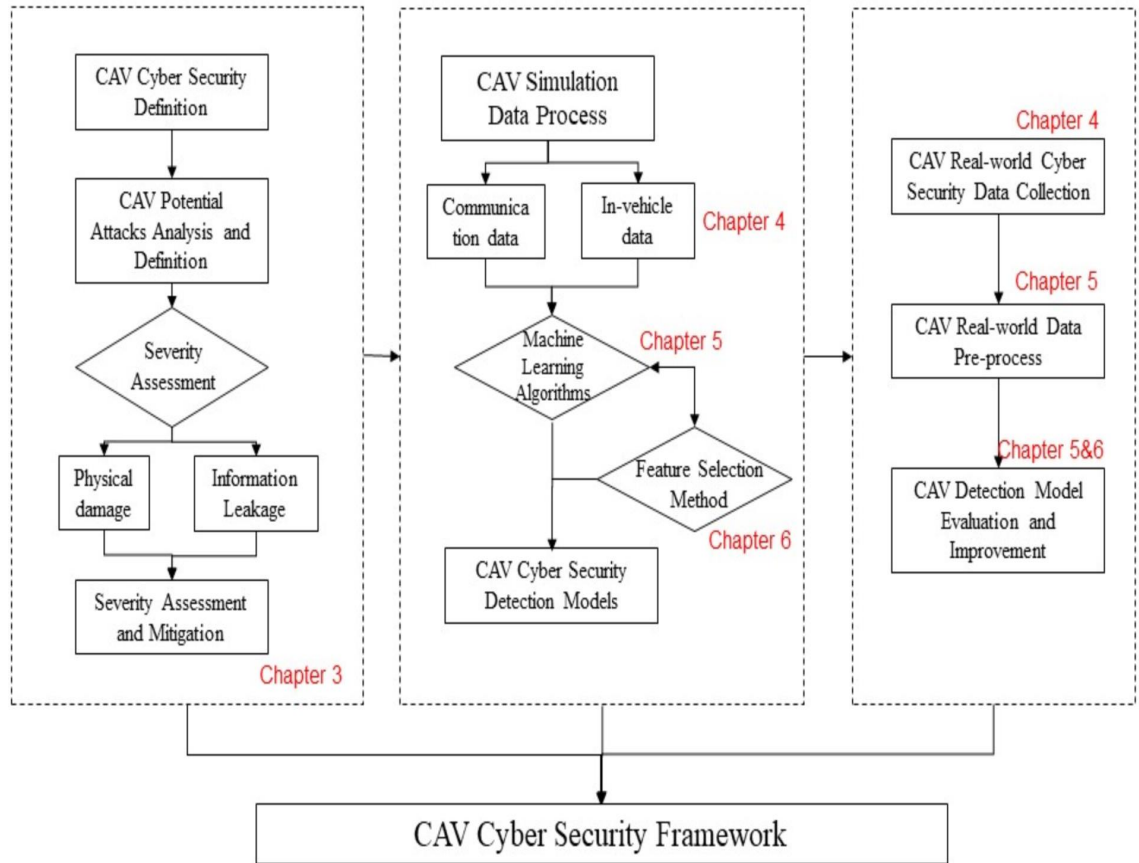 CAV Cyber Security
Definition
CAV Potential
Attacks Analysis and
Definition
Severity
Assessment
Physical
damage
Information
Leakage
Severity Assessment
and Mitigation
Chapter 3
CAV Simulation
Data Process
Communica
tion data
In-vehicle
data
Chapter 4
Machine
Learning
Algorithms
Chapter 5
Feature Selection
Method
Chapter 6
CAV Cyber Security
Detection Models
Chapter 4
CAV Real-world Cyber
Security Data Collection
Chapter 5
CAV Real-world Data
Pre-process
Chapter 5&6
CAV Detection Model
Evaluation and
Improvement
CAV Cyber Security Framework